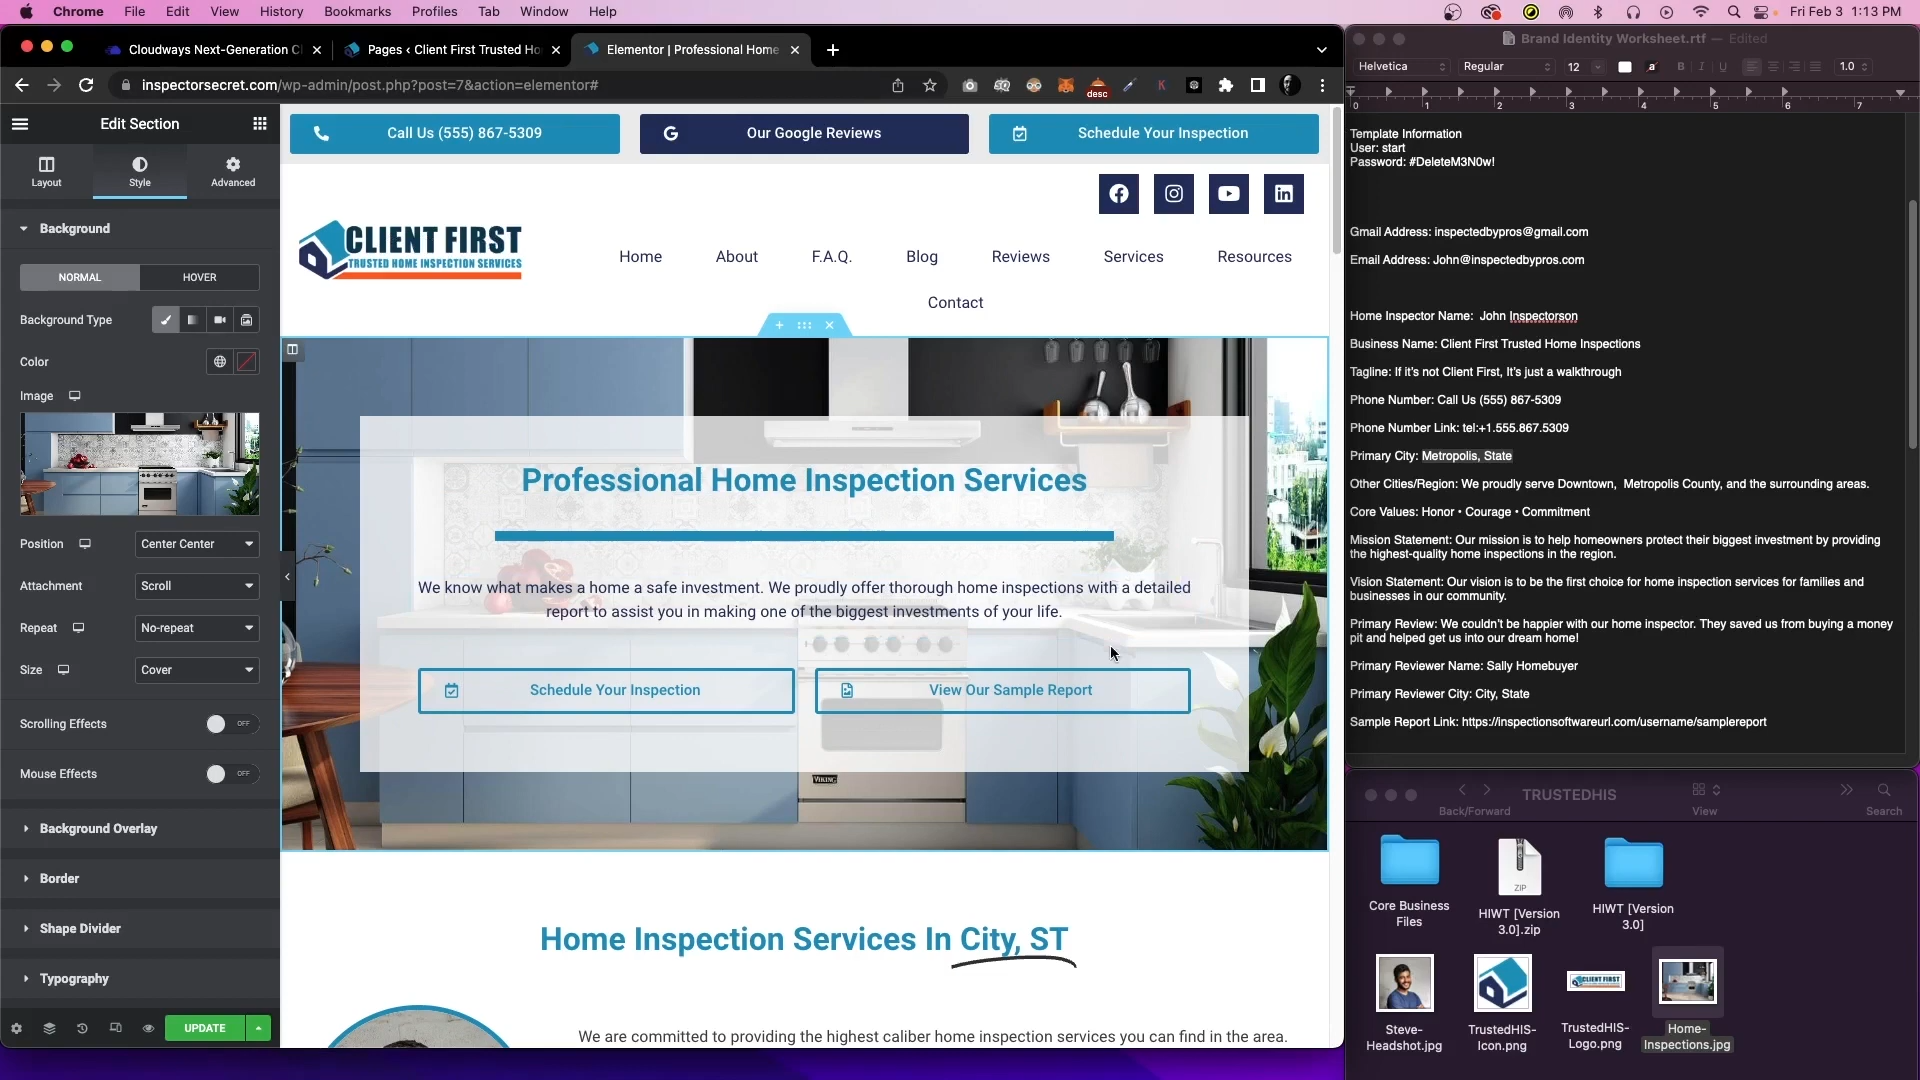 Chrome File Edit View History Bookmarks Profiles Tab Window Help
Fri Feb 3 1:13 PM
Cloudways Next-Generation C
Pages ‹ Client First Trusted Ho
Elementor | Professional Home
inspectorsecret.com/wp-admin/post.php?post=7&action=elementor#
desc
Edit Section
Layout
Style
Advanced
Background
NORMAL
HOVER
Background Type
Color
Image
Position
Center Center
Attachment
Scroll
Repeat
No-repeat
Size
Cover
Scrolling Effects
OFF
Mouse Effects
OFF
Background Overlay
Border
Shape Divider
Typography
UPDATE
Call Us (555) 867-5309
Our Google Reviews
Schedule Your Inspection
CLIENT FIRST
TRUSTED HOME INSPECTION SERVICES
Home
About
F.A.Q.
Blog
Reviews
Services
Resources
Contact
Professional Home Inspection Services
We know what makes a home a safe investment. We proudly offer thorough home inspections with a detailed
report to assist you in making one of the biggest investments of your life.
Schedule Your Inspection
View Our Sample Report
VIKING
Home Inspection Services In City, ST
We are committed to providing the highest caliber home inspection services you can find in the area.
Brand Identity Worksheet.rtf — Edited
Helvetica
Regular
12
B I U
1.0
0 1 2 3 4 5 6 7
Template Information
User: start
Password: #DeleteM3N0w!
Gmail Address: inspectedbypros@gmail.com
Email Address: John@inspectedbypros.com
Home Inspector Name: John Inspectorson
Business Name: Client First Trusted Home Inspections
Tagline: If it's not Client First, It's just a walkthrough
Phone Number: Call Us (555) 867-5309
Phone Number Link: tel:+1.555.867.5309
Primary City: Metropolis, State
Other Cities/Region: We proudly serve Downtown, Metropolis County, and the surrounding areas.
Core Values: Honor • Courage • Commitment
Mission Statement: Our mission is to help homeowners protect their biggest investment by providing
the highest-quality home inspections in the region.
Vision Statement: Our vision is to be the first choice for home inspection services for families and
businesses in our community.
Primary Review: We couldn't be happier with our home inspector. They saved us from buying a money
pit and helped get us into our dream home!
Primary Reviewer Name: Sally Homebuyer
Primary Reviewer City: City, State
Sample Report Link: https://inspectionsoftwareurl.com/username/samplereport
TRUSTEDHIS
Back/Forward
View
Search
Core Business
Files
ZIP
HIWT [Version
3.0].zip
HIWT [Version
3.0]
Steve-
Headshot.jpg
TrustedHIS-
Icon.png
CLIENT FIRST
TrustedHIS-
Logo.png
Home-
Inspections.jpg